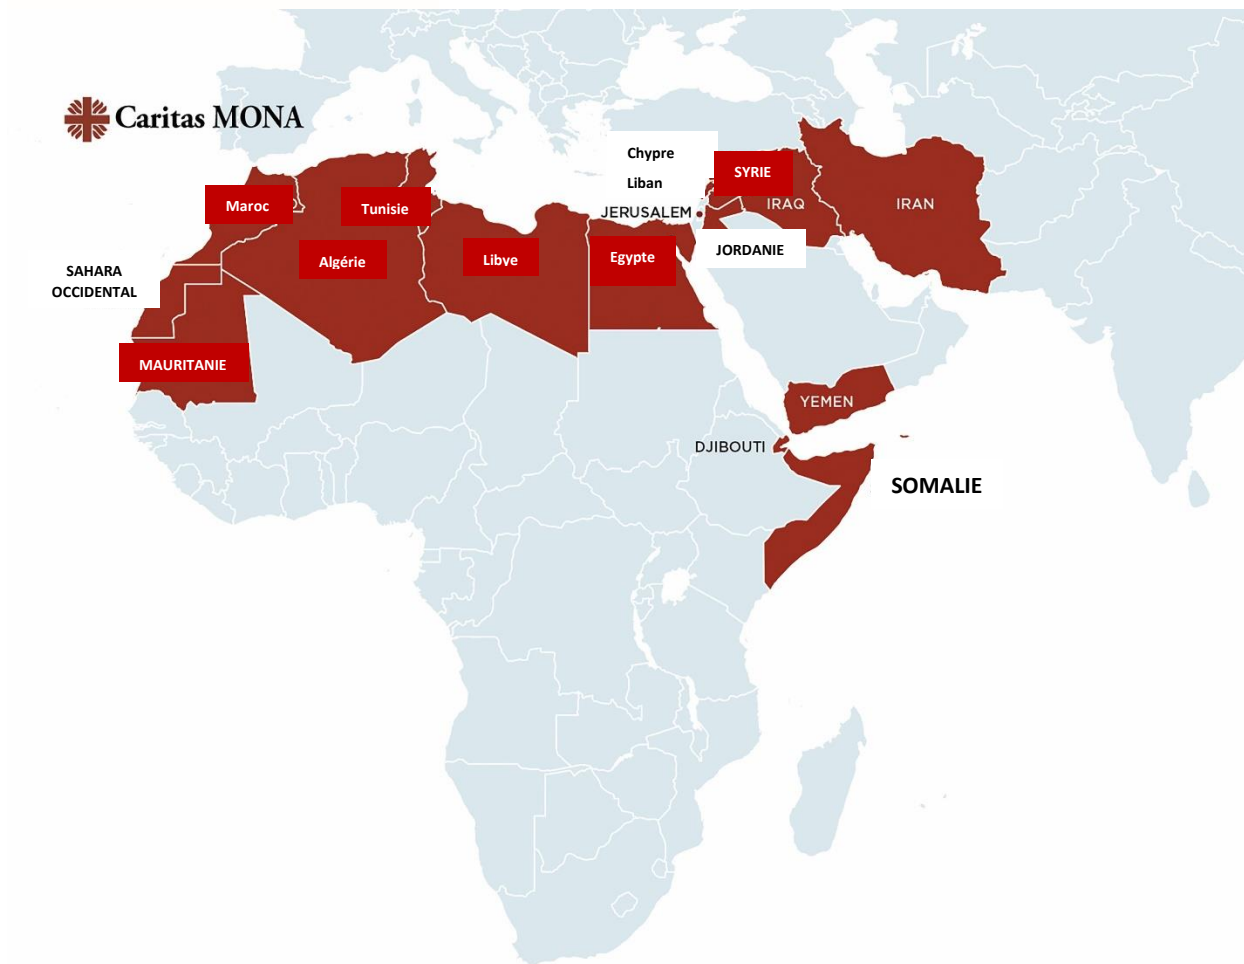 Caritas MONA
Chypre
Liban
SYRIE
Maroc
Tunisie
JERUSALEM
IRAQ
IRAN
Algérie
Libye
Egypte
JORDANIE
SAHARA
OCCIDENTAL
MAURITANIE
YEMEN
DJIBOUTI
SOMALIE